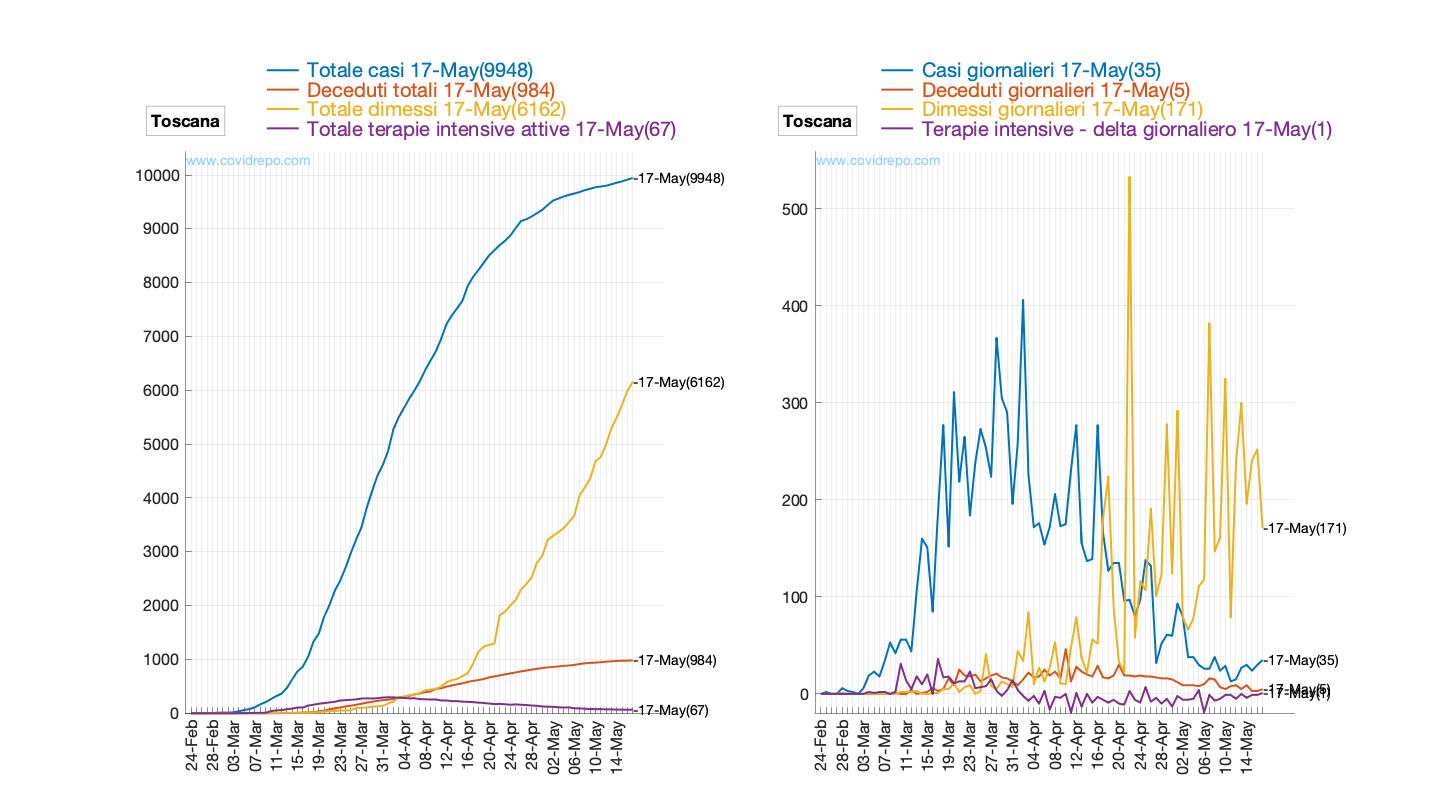 Totale casi 17-May(9948)
Deceduti totali 17-May(984)
Totale dimessi 17-May(6162)
Totale terapie intensive attive 17-May(67)
Toscana
www.covidrepo.com
10000
9000
8000
7000
6000
5000
4000
3000
2000
1000
0
-17-May(9948)
-17-May(6162)
-17-May(984)
-17-May(67)
24-Feb
28-Feb
03-Mar
07-Mar
11-Mar
15-Mar
19-Mar
23-Mar
27-Mar
31-Mar
04-Apr
08-Apr
12-Apr
16-Apr
20-Apr
24-Apr
28-Apr
02-May
06-May
10-May
14-May
Casi giornalieri 17-May(35)
Deceduti giornalieri 17-May(5)
Dimessi giornalieri 17-May(171)
Terapie intensive - delta giornaliero 17-May(1)
Toscana
www.covidrepo.com
500
400
300
200
100
0
-17-May(171)
-17-May(35)
-17-May(5)
-17-May(1)
24-Feb
28-Feb
03-Mar
07-Mar
11-Mar
15-Mar
19-Mar
23-Mar
27-Mar
31-Mar
04-Apr
08-Apr
12-Apr
16-Apr
20-Apr
24-Apr
28-Apr
02-May
06-May
10-May
14-May